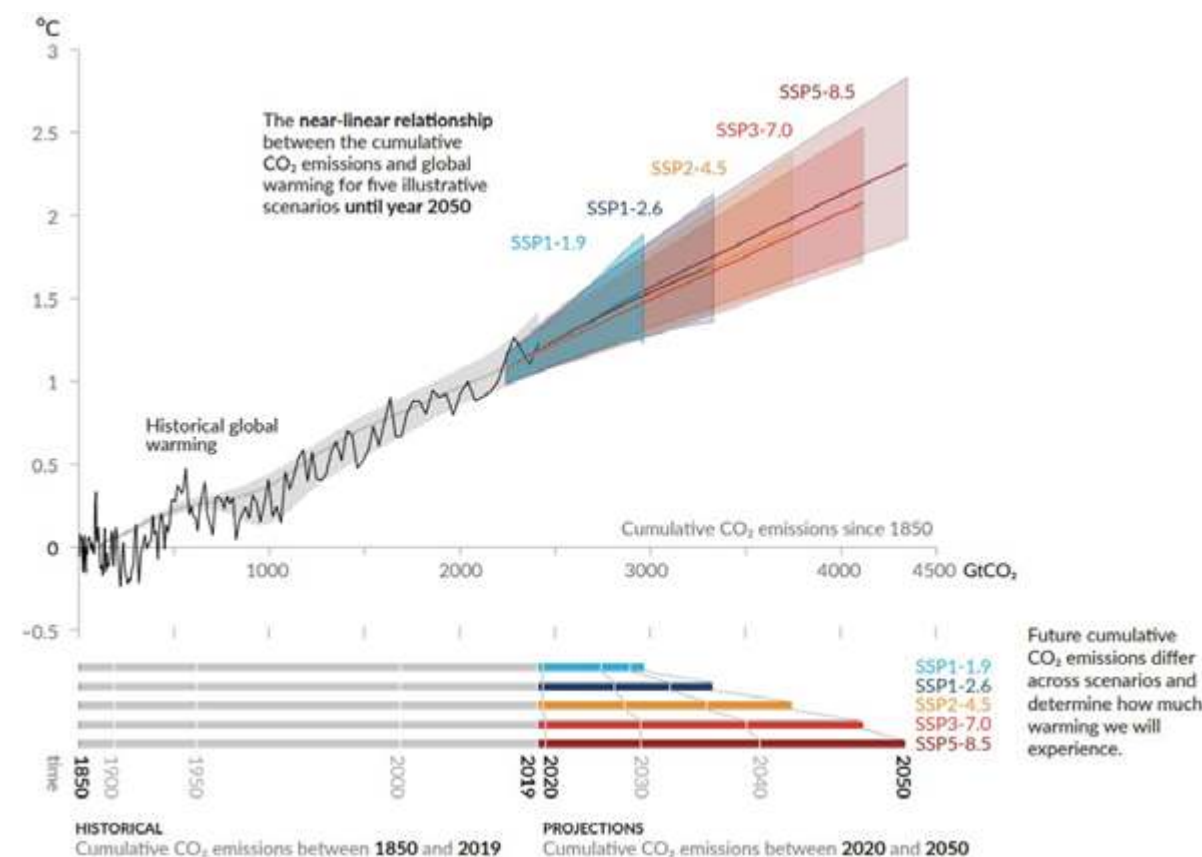 °C
3
SSP5-8.5
The near-linear relationship
between the cumulative
CO₂ emissions and global
warming for five illustrative
scenarios until year 2050
SSP3-7.0
2.5
SSP2-4.5
SSP1-2.6
2
SSP1-1.9
1.5
1
Historical global
warming
0.5
Cumulative CO₂ emissions since 1850
0
1000
2000
3000
4000
4500 GtCO₂
-0.5
Future cumulative
CO₂ emissions differ
across scenarios and
determine how much
warming we will
experience.
SSP1-1.9
SSP1-2.6
SSP2-4.5
SSP3-7.0
SSP5-8.5
time
1850
1900
1950
2000
2019
2020
2030
2040
2050
HISTORICAL
Cumulative CO₂ emissions between 1850 and 2019
PROJECTIONS
Cumulative CO₂ emissions between 2020 and 2050